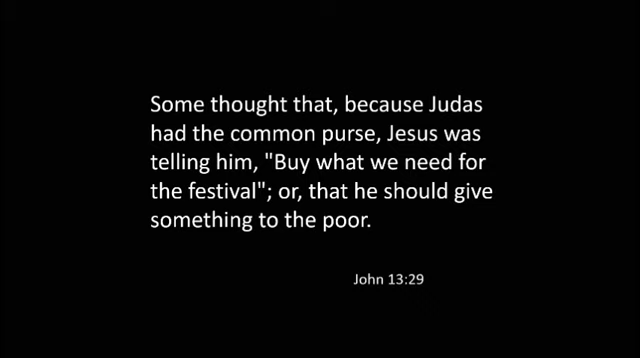 Some thought that, because Judas
had the common purse, Jesus was
telling him, "Buy what we need for
the festival"; or, that he should give
something to the poor.
John 13:29